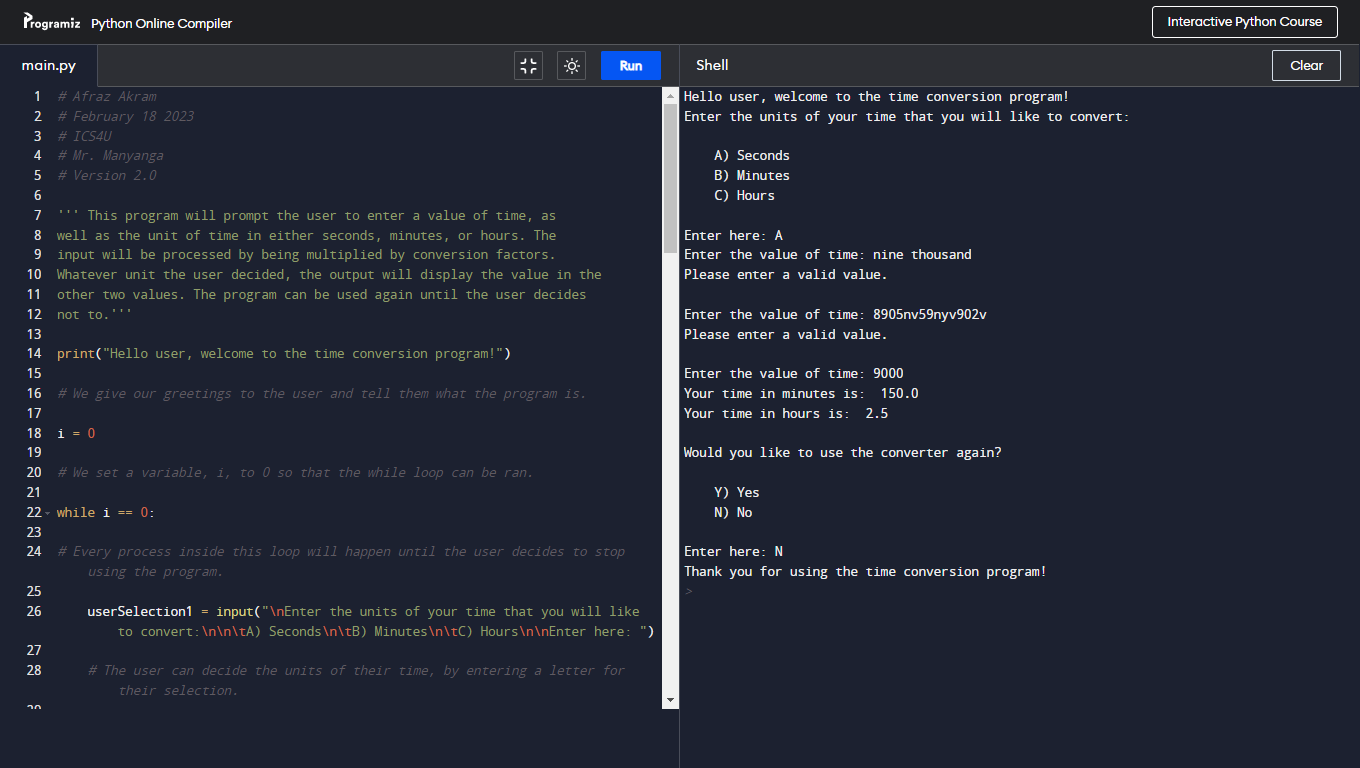 Programiz Python Online Compiler
Interactive Python Course
main.py
Run
Shell
Clear
1 # Afraz Akram
2 # February 18 2023
3 # ICS4U
4 # Mr. Manyanga
5 # Version 2.0
6
7 ''' This program will prompt the user to enter a value of time, as
8 well as the unit of time in either seconds, minutes, or hours. The
9 input will be processed by being multiplied by conversion factors.
10 Whatever unit the user decided, the output will display the value in the
11 other two values. The program can be used again until the user decides
12 not to.'''
13
14 print("Hello user, welcome to the time conversion program!")
15
16 # We give our greetings to the user and tell them what the program is.
17
18 i = 0
19
20 # We set a variable, i, to 0 so that the while loop can be ran.
21
22 while i == 0:
23
24 # Every process inside this loop will happen until the user decides to stop
using the program.
25
26 userSelection1 = input("\nEnter the units of your time that you will like
to convert:\n\n\tA) Seconds\n\tB) Minutes\n\tC) Hours\n\nEnter here: ")
27
28 # The user can decide the units of their time, by entering a letter for
their selection.
Hello user, welcome to the time conversion program!
Enter the units of your time that you will like to convert:
A) Seconds
B) Minutes
C) Hours
Enter here: A
Enter the value of time: nine thousand
Please enter a valid value.
Enter the value of time: 8905nv59nyv902v
Please enter a valid value.
Enter the value of time: 9000
Your time in minutes is:  150.0
Your time in hours is:  2.5
Would you like to use the converter again?
Y) Yes
N) No
Enter here: N
Thank you for using the time conversion program!
>